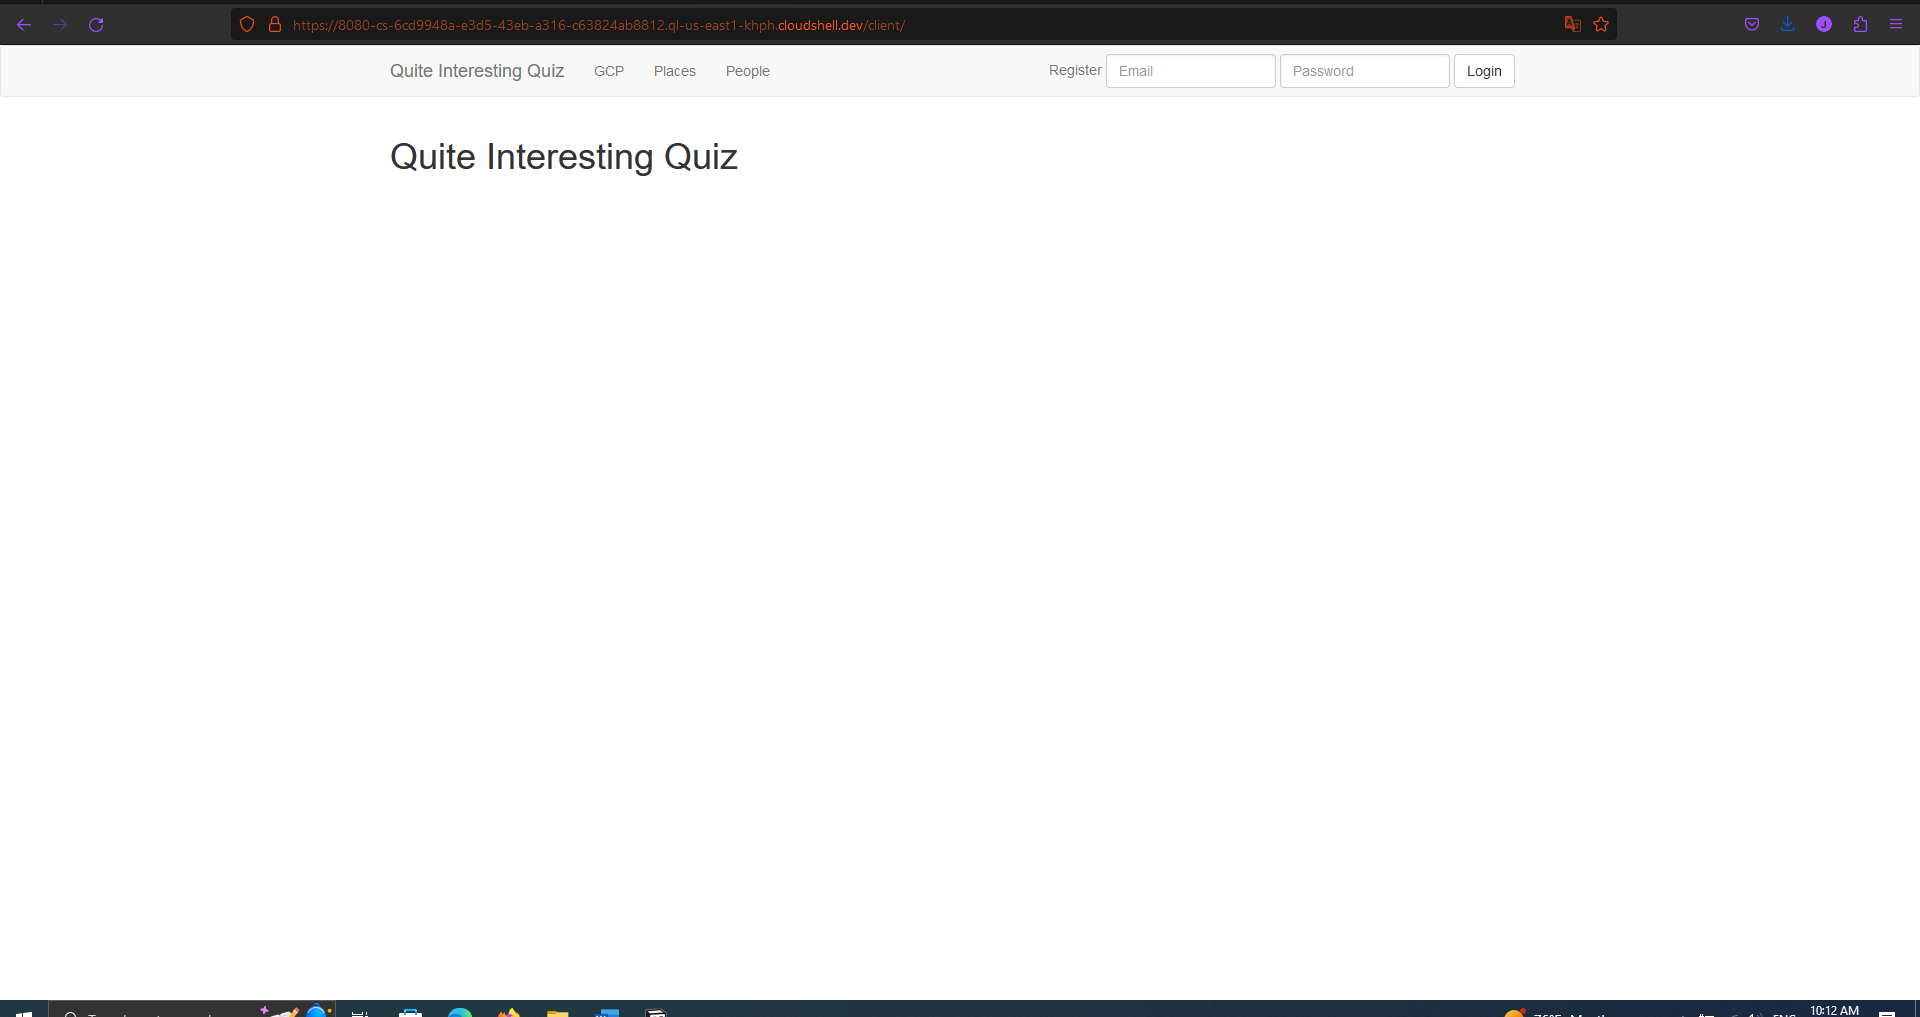 https://8080-cs-6cd9948a-e3d5-43eb-a316-c63824ab8812.ql-us-east1-khph.cloudshell.dev/client/
J
Quite Interesting Quiz GCP Places People Register Email Password Login
Quite Interesting Quiz
10:12 AM